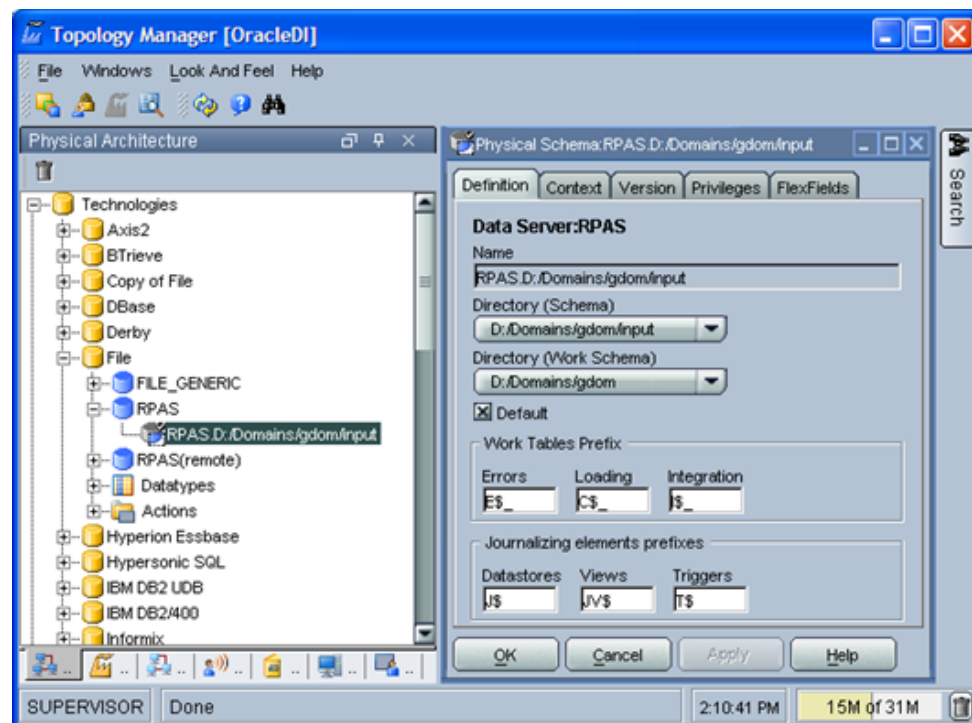 Topology Manager [OracleDI]
File Windows Look And Feel Help
Physical Architecture
Technologies
Axis2
BTrieve
Copy of File
DBase
Derby
File
FILE_GENERIC
RPAS
RPAS.D:/Domains/gdom/input
RPAS(remote)
Datatypes
Actions
Hyperion Essbase
Hypersonic SQL
IBM DB2 UDB
IBM DB2/400
Informix
.. .. .. .. .. .. ..
Physical Schema:RPAS.D:/Domains/gdom/input
Definition Context Version Privileges FlexFields
Data Server:RPAS
Name
RPAS.D:/Domains/gdom/input
Directory (Schema)
D:/Domains/gdom/input
Directory (Work Schema)
D:/Domains/gdom
Default
Work Tables Prefix
Errors Loading Integration
E$_ C$_ I$_
Journalizing elements prefixes
Datastores Views Triggers
J$ JV$ T$
OK Cancel Apply Help
Search
SUPERVISOR Done 2:10:41 PM 15M of 31M